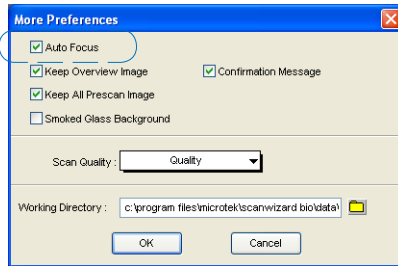 More Preferences
Auto Focus
Keep Overview Image Confirmation Message
Keep All Prescan Image
Smoked Glass Background
Scan Quality : Quality
Working Directory : c:\program files\microtek\scanwizard bio\data\
OK Cancel